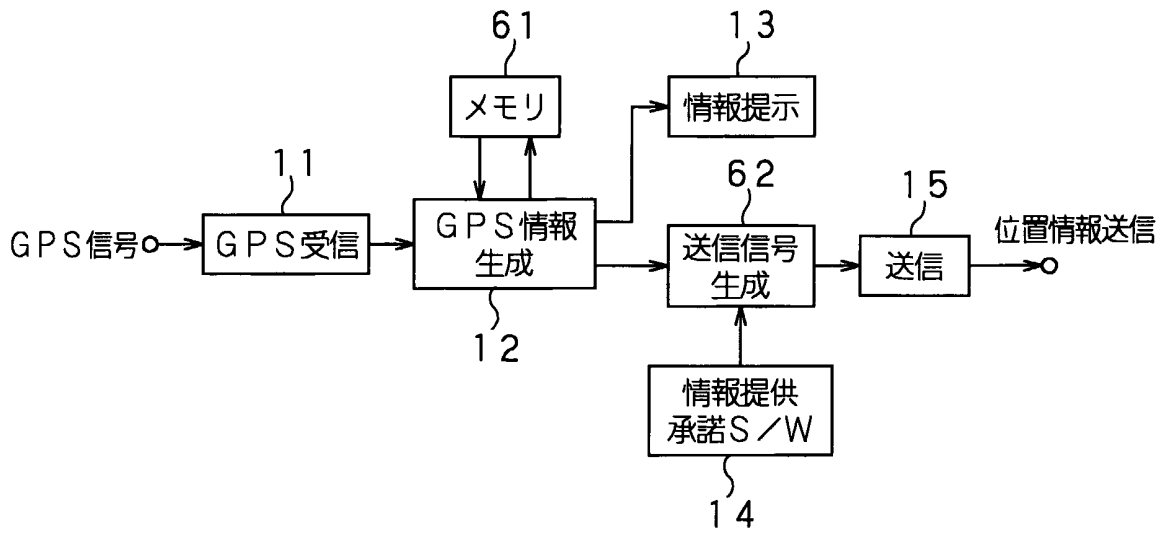 61
メモリ
13
情報提示
11
GPS信号
GPS受信
GPS情報
生成
12
62
送信信号
生成
15
送信
位置情報送信
情報提供
承諾S/W
14